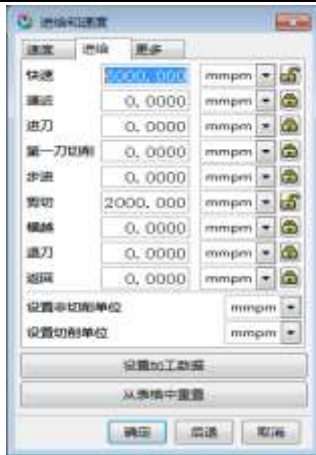 进给和速度
速度 进给 更多
快速 6000.000 mmpm
逼近 0.0000 mmpm
进刀 0.0000 mmpm
第一刀切削 0.0000 mmpm
步进 0.0000 mmpm
剪切 2000.000 mmpm
横越 0.0000 mmpm
退刀 0.0000 mmpm
返回 0.0000 mmpm
设置非切削单位 mmpm
设置切削单位 mmpm
设置加工数据
从表格中重置
确定 后退 取消